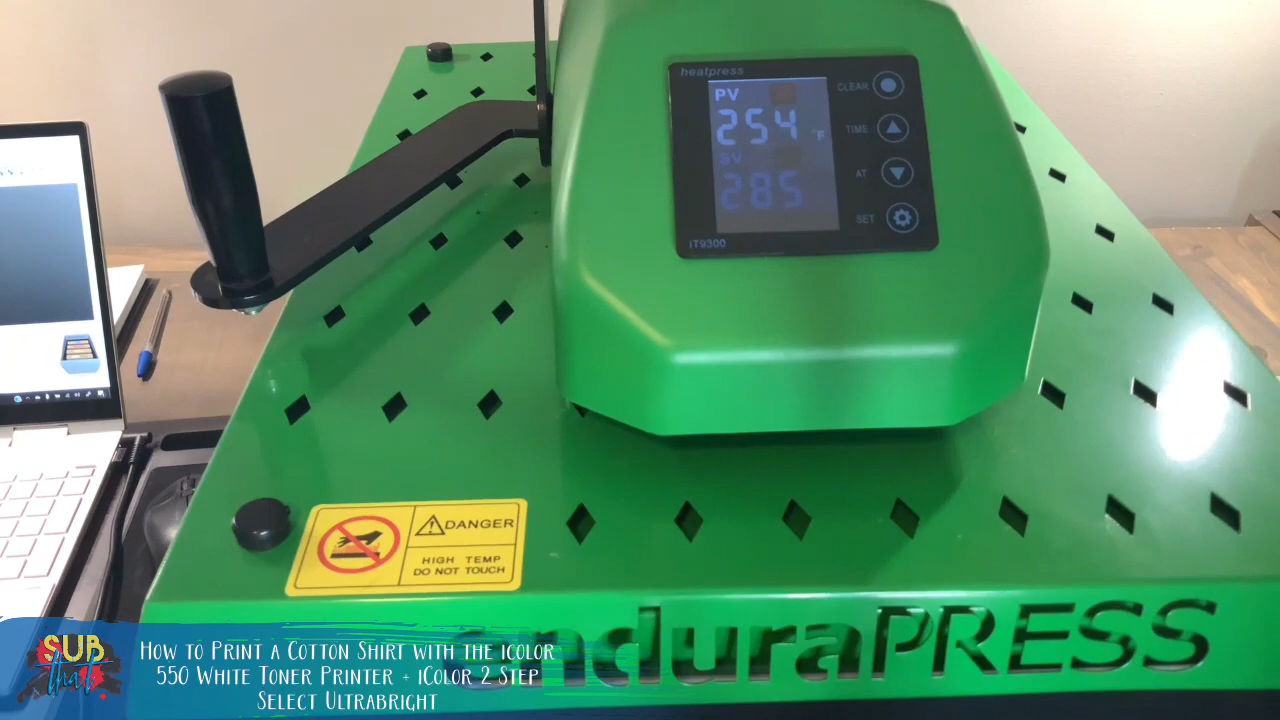 heatpress
PV
254 °F
SV
285
CLEAR
TIME
AT
SET
IT9300
DANGER
HIGH TEMP
DO NOT TOUCH
enduraPRESS
SUB
that!
How to Print a Cotton Shirt with the icolor
550 White Toner Printer + iColor 2 Step
Select Ultrabright